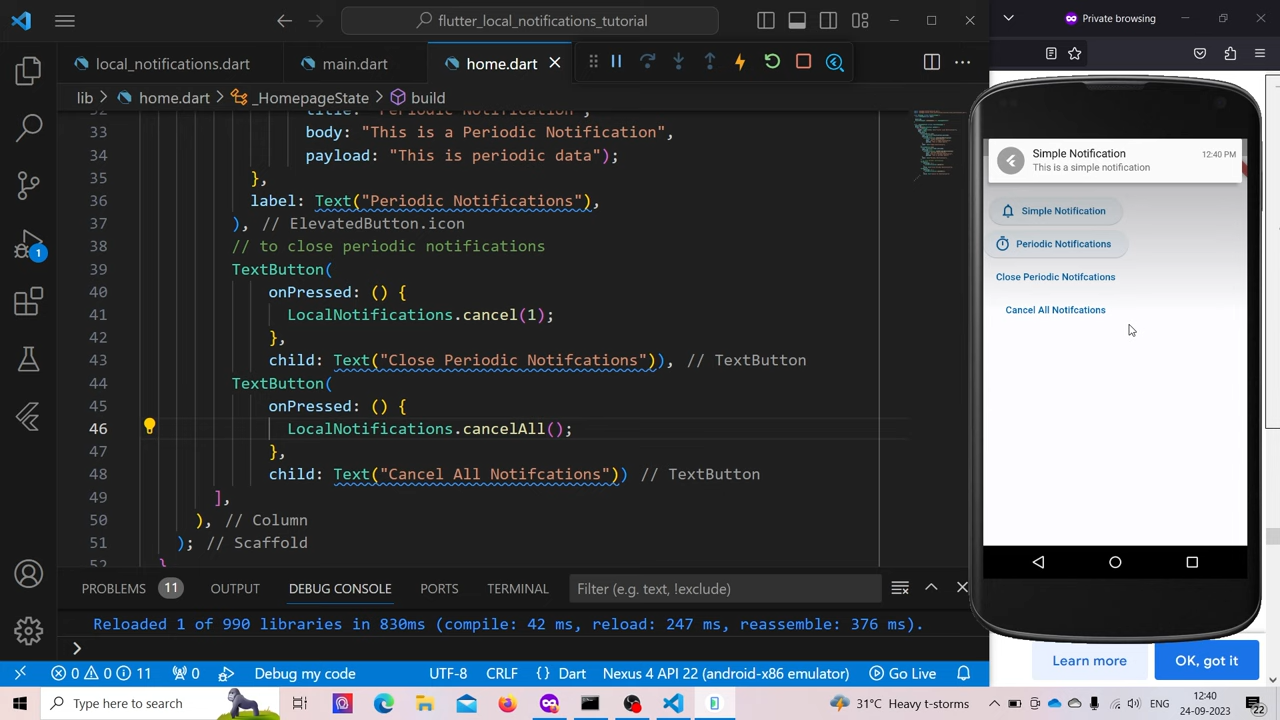 flutter_local_notifications_tutorial
Private browsing
local_notifications.dart
main.dart
home.dart
lib > home.dart > _HomepageState > build
33 body: "This is a Periodic Notification",
34 payload: "This is periodic data");
35 },
36 label: Text("Periodic Notifications"),
37 ), // ElevatedButton.icon
38 // to close periodic notifications
39 TextButton(
40 onPressed: () {
41 LocalNotifications.cancel(1);
42 },
43 child: Text("Close Periodic Notifcations")), // TextButton
44 TextButton(
45 onPressed: () {
46 LocalNotifications.cancelAll();
47 },
48 child: Text("Cancel All Notifcations")) // TextButton
49 ],
50 ), // Column
51 ); // Scaffold
52 }
1
Simple Notification 12:40 PM
This is a simple notification
Simple Notification
Periodic Notifications
Close Periodic Notifcations
Cancel All Notifcations
PROBLEMS 11 OUTPUT DEBUG CONSOLE PORTS TERMINAL Filter (e.g. text, !exclude)
Reloaded 1 of 990 libraries in 830ms (compile: 42 ms, reload: 247 ms, reassemble: 376 ms).
>
Learn more
OK, got it
0 0 11 0 Debug my code UTF-8 CRLF {} Dart Nexus 4 API 22 (android-x86 emulator) Go Live
Type here to search
31°C Heavy t-storms
ENG
12:40
24-09-2023
22